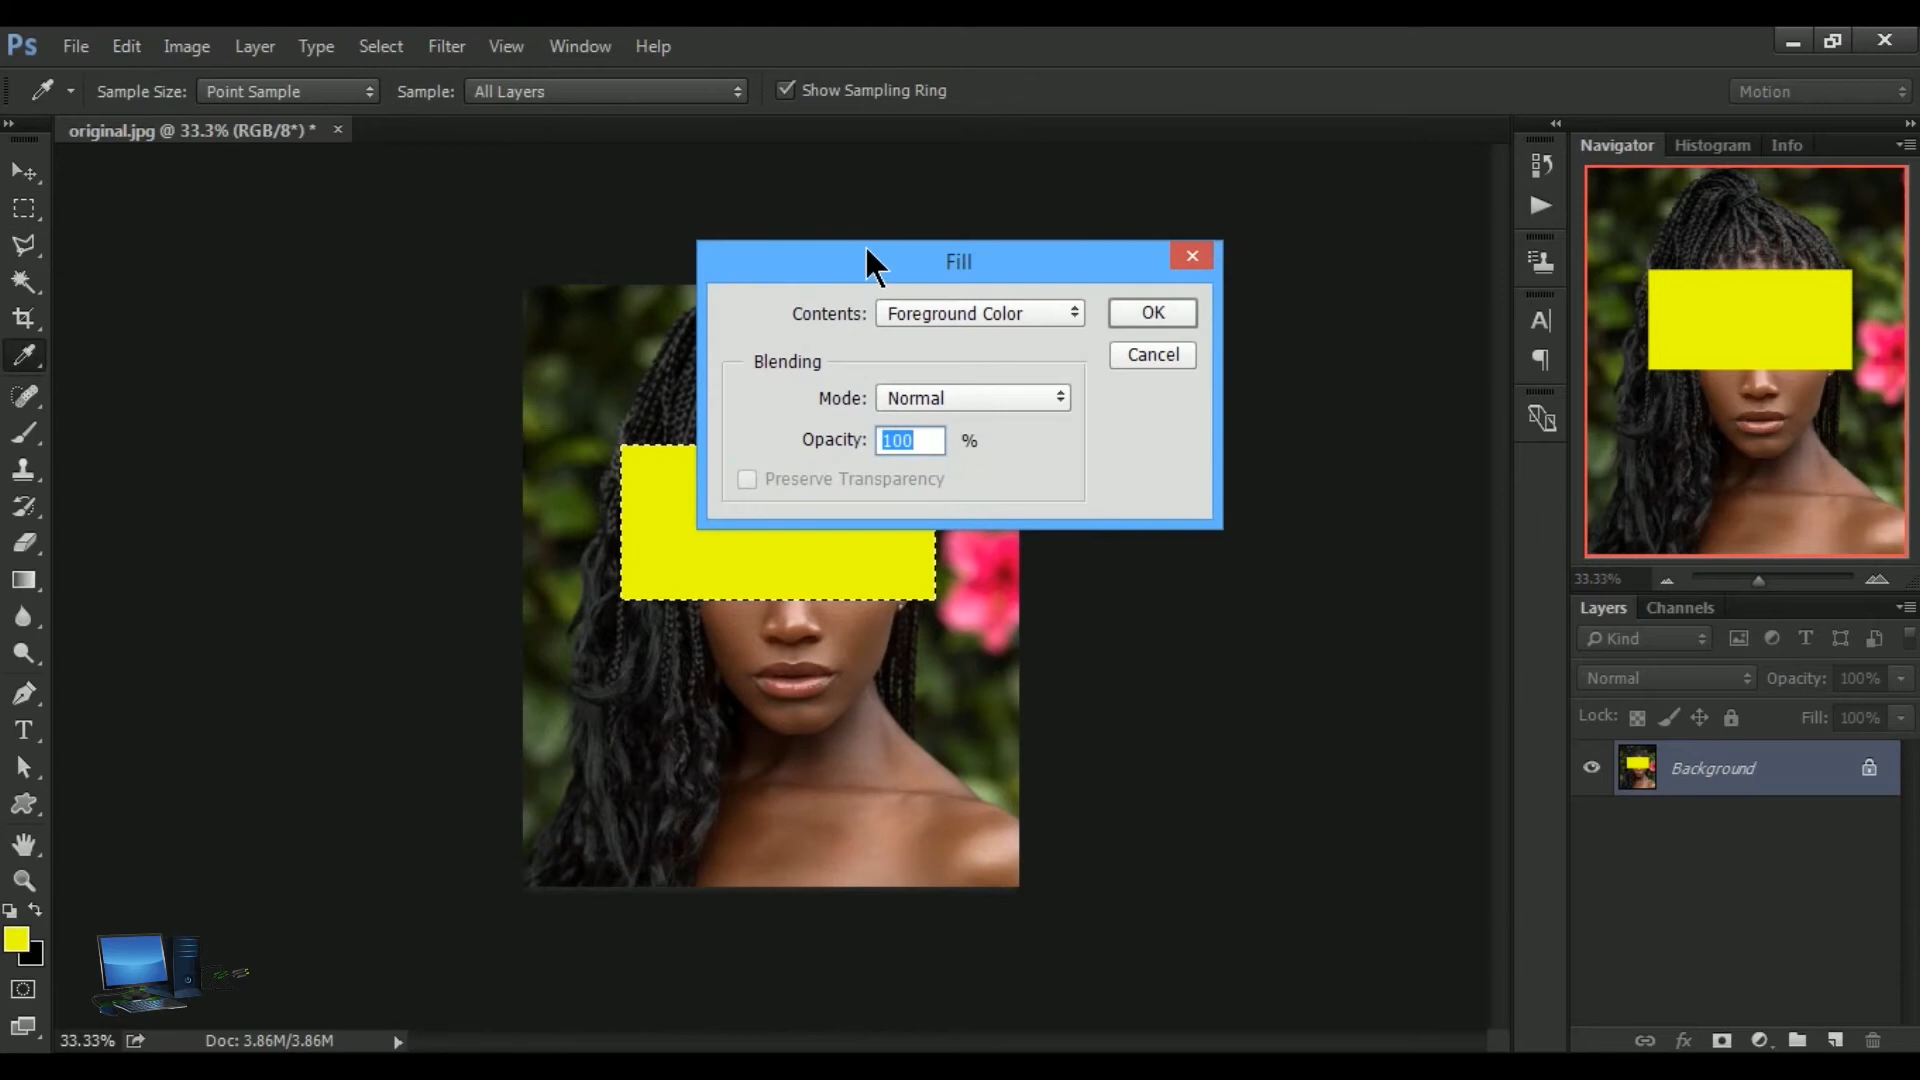 Ps File Edit Image Layer Type Select Filter View Window Help
Sample Size: Point Sample Sample: All Layers Show Sampling Ring Motion
original.jpg @ 33.3% (RGB/8*) * ×
Navigator Histogram Info
Fill
Contents: Foreground Color OK
Cancel
Blending
Mode: Normal
Opacity: 100 %
Preserve Transparency
33.33%
Layers Channels
Kind
Normal Opacity: 100%
Lock: Fill: 100%
Background
33.33% Doc: 3.86M/3.86M